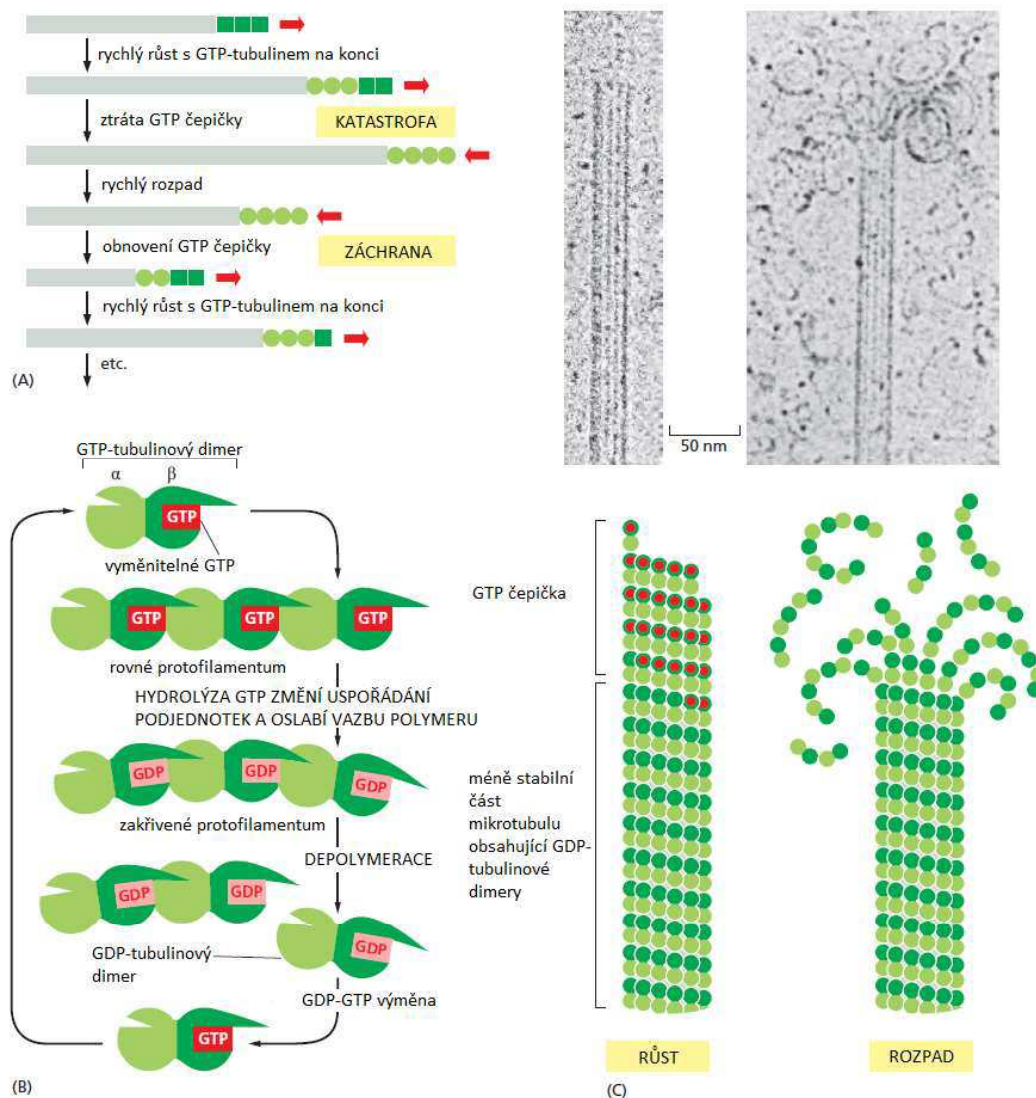 rychlý růst s GTP-tubulinem na konci
ztráta GTP čepičky
KATASTROFA
rychlý rozpad
obnovení GTP čepičky
ZÁCHRANA
rychlý růst s GTP-tubulinem na konci
etc.
(A)
50 nm
GTP-tubulinový dimer
α β
GTP
vyměnitelné GTP
GTP GTP GTP
rovné protofilamentum
HYDROLÝZA GTP ZMĚNÍ USPOŘÁDÁNÍ
PODJEDNOTEK A OSLABÍ VAZBU POLYMERU
GDP GDP GDP
zakřivené protofilamentum
DEPOLYMERACE
GDP GDP
GDP
GDP-tubulinový
dimer
GDP-GTP výměna
GTP
(B)
GTP čepička
méně stabilní
část
mikrotubulu
obsahující GDP-
tubulinové
dimery
RŮST
ROZPAD
(C)